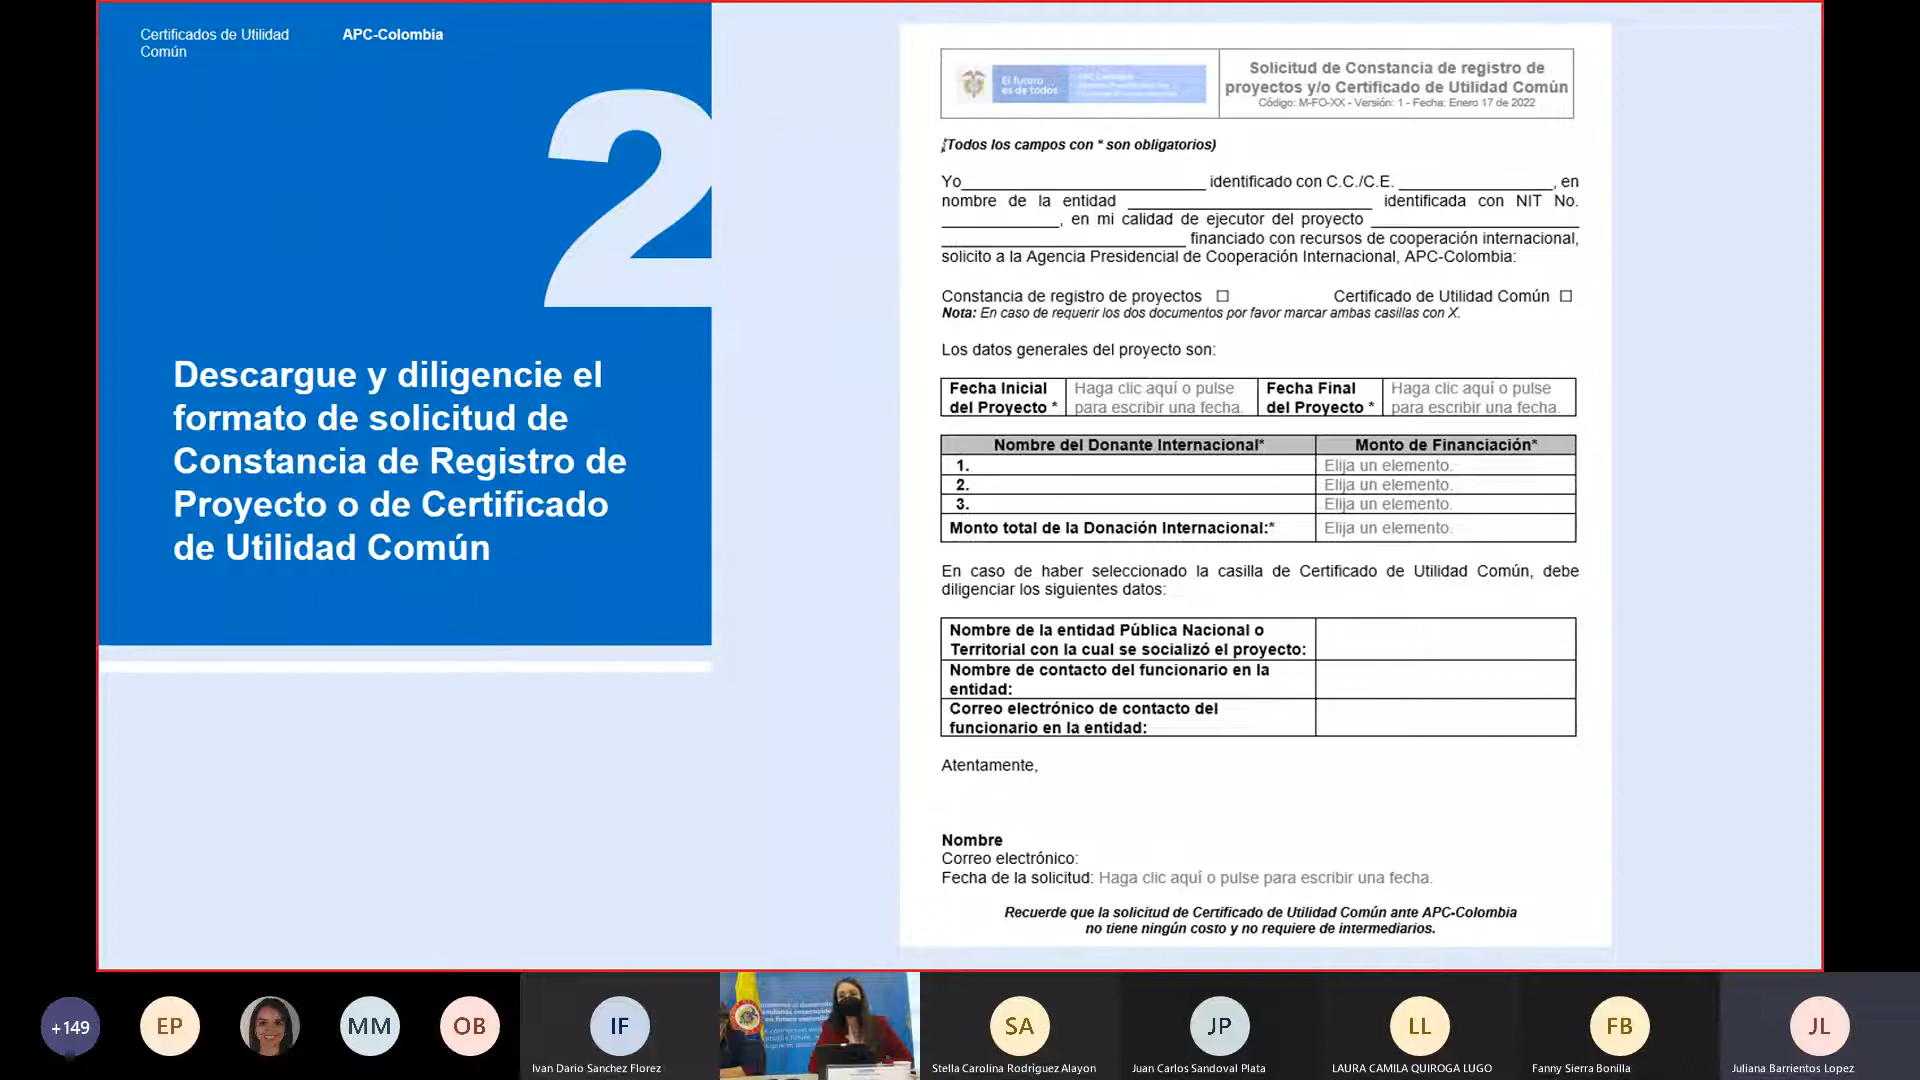 Certificados de Utilidad
Común
APC-Colombia
2
Descargue y diligencie el
formato de solicitud de
Constancia de Registro de
Proyecto o de Certificado
de Utilidad Común
El futuro
es de todos
Solicitud de Constancia de registro de
proyectos y/o Certificado de Utilidad Común
Código: M-FO-XX - Versión: 1 - Fecha: Enero 17 de 2022
(Todos los campos con * son obligatorios)
Yo____________________________ identificado con C.C./C.E. __________________, en
nombre de la entidad ____________________________ identificada con NIT No.
______________, en mi calidad de ejecutor del proyecto ________________________
____________________________ financiado con recursos de cooperación internacional,
solicito a la Agencia Presidencial de Cooperación Internacional, APC-Colombia:
Constancia de registro de proyectos ☐ Certificado de Utilidad Común ☐
Nota: En caso de requerir los dos documentos por favor marcar ambas casillas con X.
Los datos generales del proyecto son:
Fecha Inicial
del Proyecto *
Haga clic aquí o pulse
para escribir una fecha.
Fecha Final
del Proyecto *
Haga clic aquí o pulse
para escribir una fecha.
Nombre del Donante Internacional* Monto de Financiación*
1. Elija un elemento.
2. Elija un elemento.
3. Elija un elemento.
Monto total de la Donación Internacional:* Elija un elemento.
En caso de haber seleccionado la casilla de Certificado de Utilidad Común, debe
diligenciar los siguientes datos:
Nombre de la entidad Pública Nacional o
Territorial con la cual se socializó el proyecto:
Nombre de contacto del funcionario en la
entidad:
Correo electrónico de contacto del
funcionario en la entidad:
Atentamente,
Nombre
Correo electrónico:
Fecha de la solicitud: Haga clic aquí o pulse para escribir una fecha.
Recuerde que la solicitud de Certificado de Utilidad Común ante APC-Colombia
no tiene ningún costo y no requiere de intermediarios.
+149
EP
MM
OB
IF
SA
JP
LL
FB
JL
Ivan Dario Sanchez Florez
Stella Carolina Rodriguez Alayon
Juan Carlos Sandoval Plata
LAURA CAMILA QUIROGA LUGO
Fanny Sierra Bonilla
Juliana Barrientos Lopez